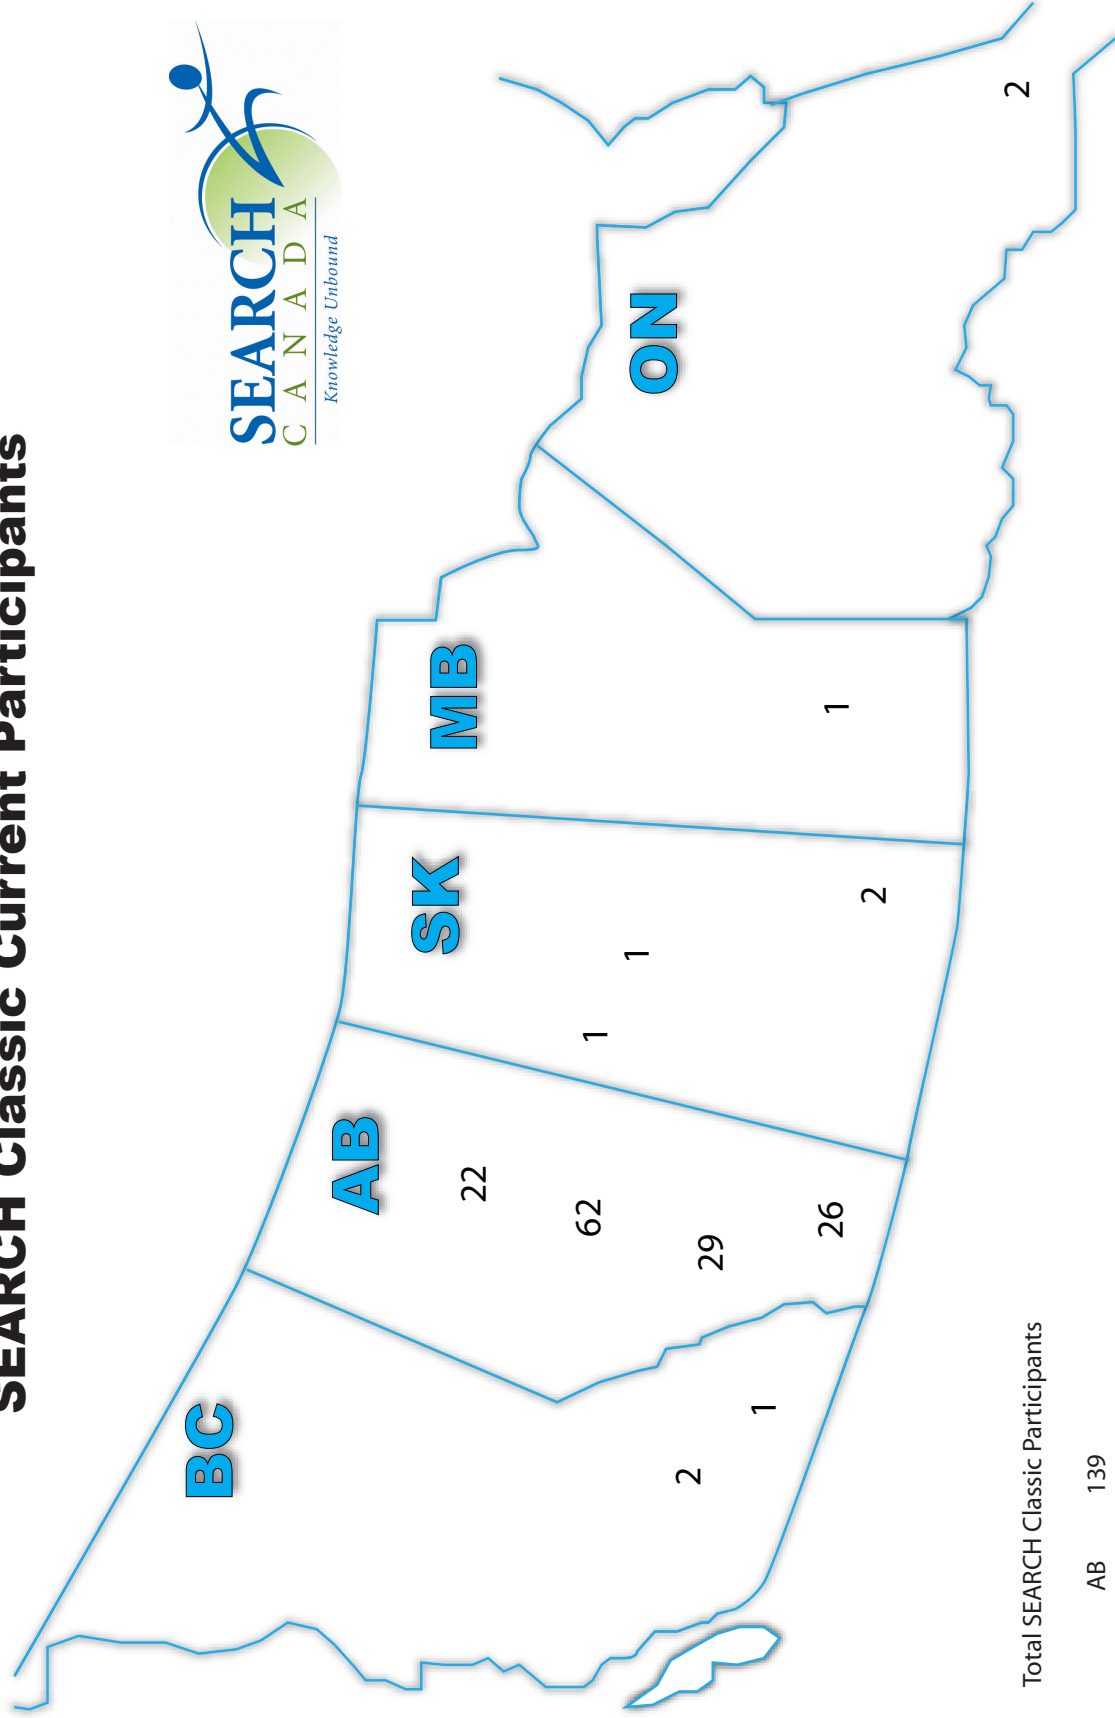 SEARCH Classic Current Participants
SEARCH
CANADA
Knowledge Unbound
BC
AB
SK
MB
ON
22
62
29
26
1
1
2
1
2
2
1
Total SEARCH Classic Participants
AB 139